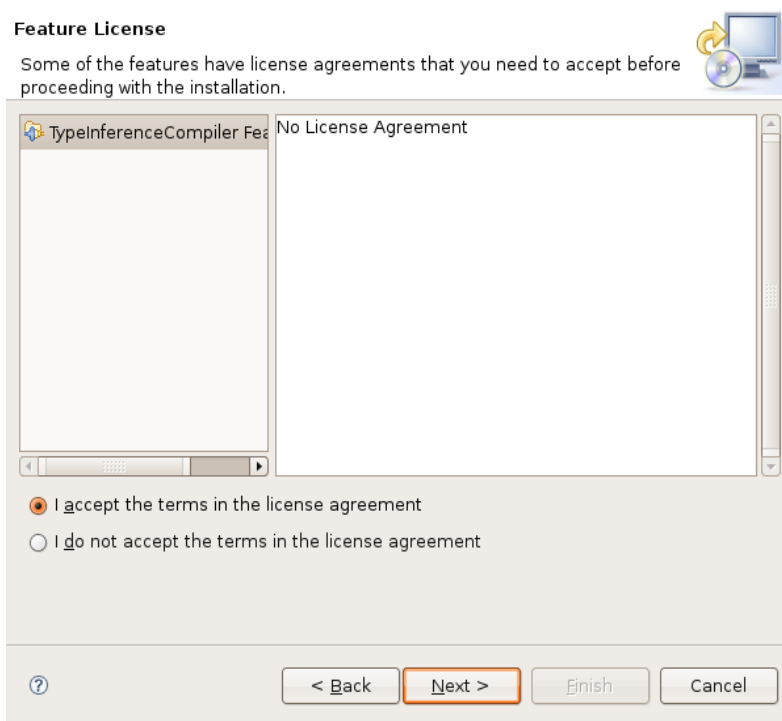 Feature License
Some of the features have license agreements that you need to accept before
proceeding with the installation.
TypeInferenceCompiler Fea
No License Agreement
I accept the terms in the license agreement
I do not accept the terms in the license agreement
?
< Back
Next >
Finish
Cancel